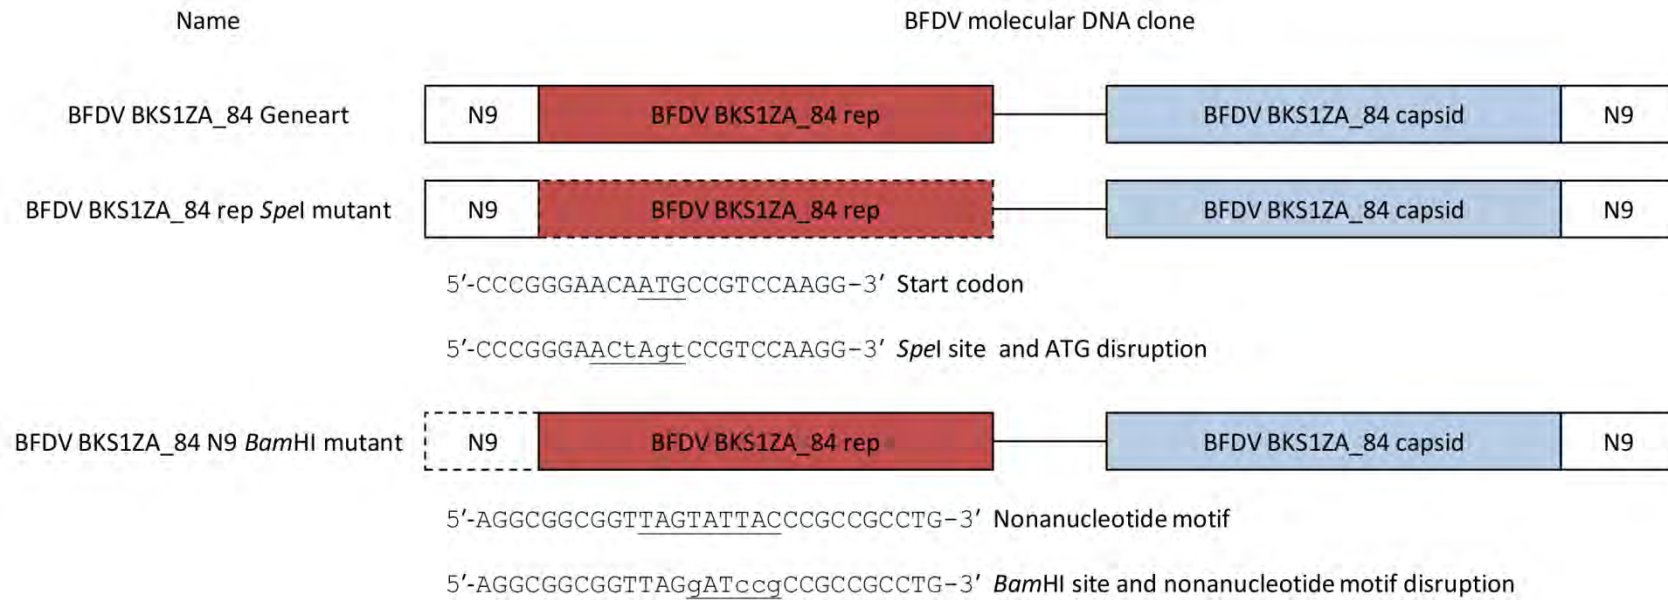 Name BFDV molecular DNA clone
BFDV BKS1ZA_84 Geneart N9 BFDV BKS1ZA_84 rep BFDV BKS1ZA_84 capsid N9
BFDV BKS1ZA_84 rep SpeI mutant N9 BFDV BKS1ZA_84 rep BFDV BKS1ZA_84 capsid N9
5′-CCCGGGAACAATGCCGTCCAAGG-3′ Start codon
5′-CCCGGGAACtAgtCCGTCCAAGG-3′ SpeI site and ATG disruption
BFDV BKS1ZA_84 N9 BamHI mutant N9 BFDV BKS1ZA_84 rep BFDV BKS1ZA_84 capsid N9
5′-AGGCGGCGGTTAGTATTACCCGCCGCCTG-3′ Nonanucleotide motif
5′-AGGCGGCGGTTAGgATccgCCGCCGCCTG-3′ BamHI site and nonanucleotide motif disruption